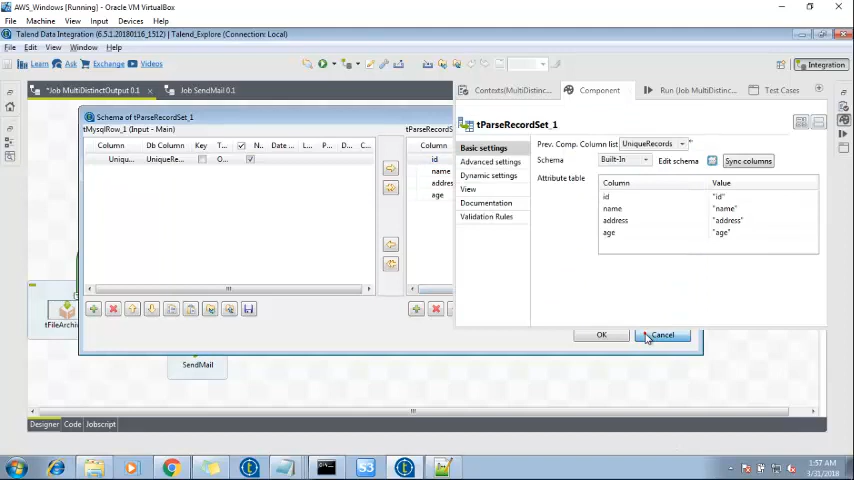 AWS_Windows [Running] - Oracle VM VirtualBox
File Machine View Input Devices Help
Talend Data Integration (6.5.1.20180116_1512) | Talend_Explore (Connection: Local)
File Edit View Window Help
Learn Ask Exchange Videos
Integration
*Job MultiDistinctOutput 0.1 Job SendMail 0.1
Contexts(MultiDistinc... Component Run (Job MultiDistinc... Test Cases
Schema of tParseRecordSet_1
tMysqlRow_1 (Input - Main)
tParseRecordS
Column Db Column Key T... N.. Date ... L... P... D... C...
Uniqu... UniqueRe... O...
Column
id
name
addres
age
tParseRecordSet_1
Basic settings
Advanced settings
Dynamic settings
View
Documentation
Validation Rules
Prev. Comp. Column list UniqueRecords
Schema Built-In Edit schema Sync columns
Attribute table
Column Value
id "id"
name "name"
address "address"
age "age"
OK Cancel
tFileArchiv
SendMail
Designer Code Jobscript
S3
1:57 AM
3/31/2018